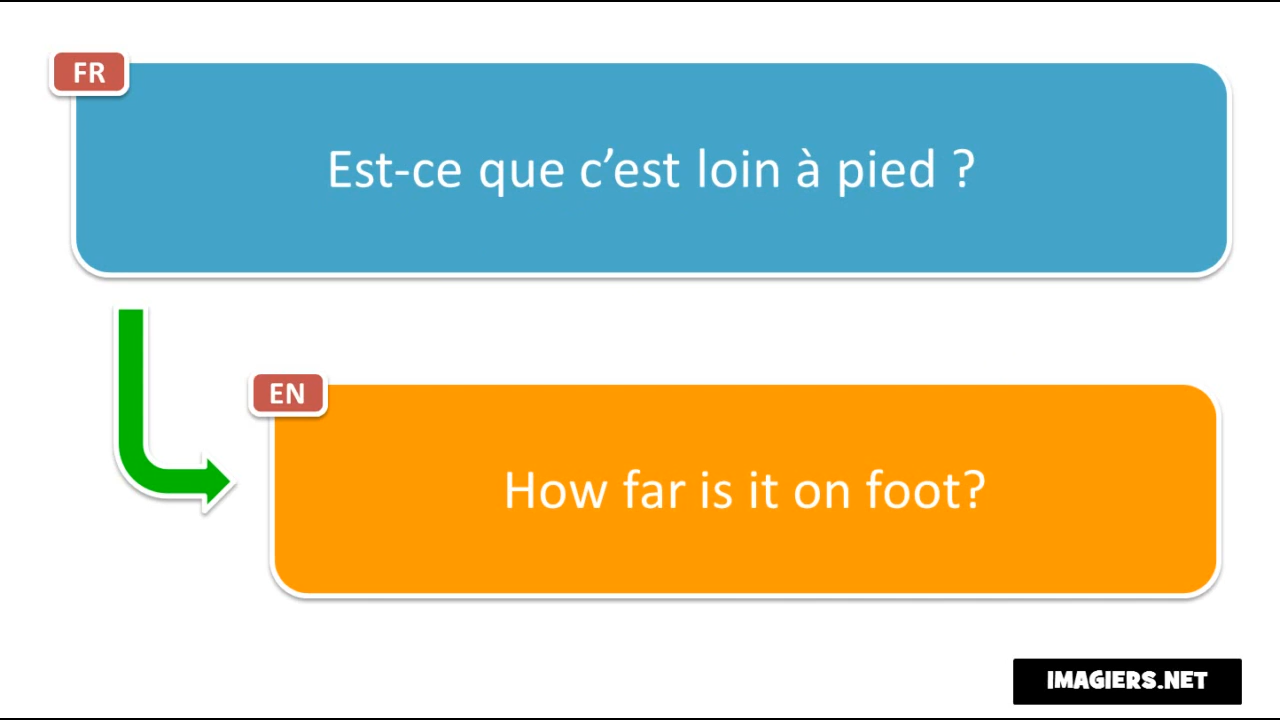 FR
Est-ce que c’est loin à pied ?
EN
How far is it on foot?
IMAGIERS.NET